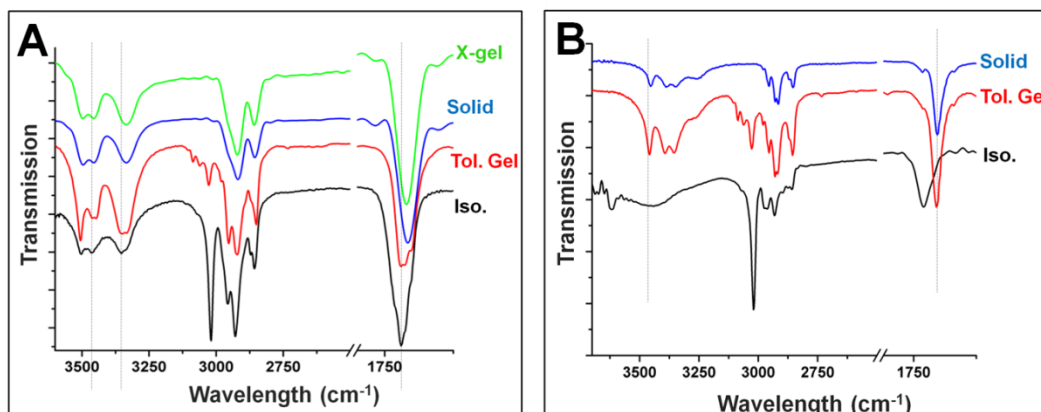 A
X-gel
Solid
Tol. Gel
Iso.
Transmission
3500 3250 3000 2750 1750
Wavelength (cm-1)
B
Solid
Tol. Gel
Iso.
Transmission
3500 3250 3000 2750 1750
Wavelength (cm-1)